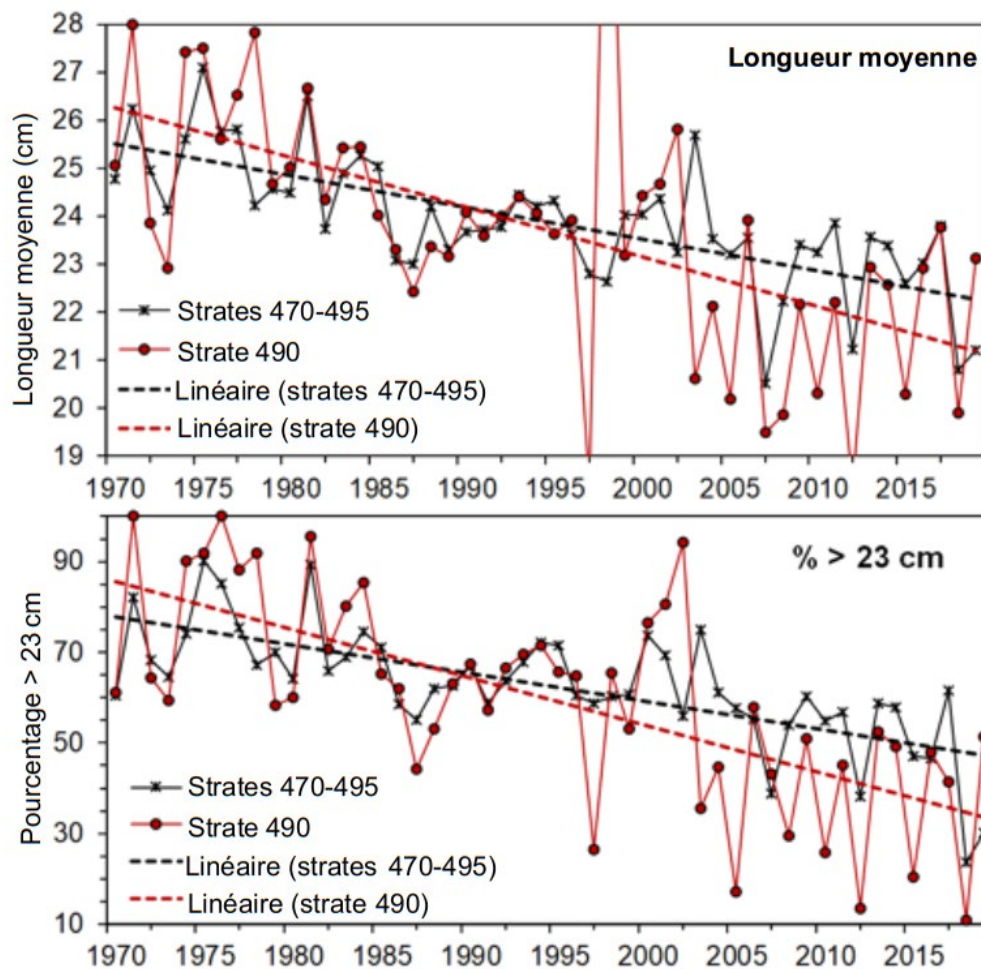 28
27
26
25
24
23
22
21
20
19
Longueur moyenne (cm)
Longueur moyenne
Strates 470-495
Strate 490
Linéaire (strates 470-495)
Linéaire (strate 490)
1970 1975 1980 1985 1990 1995 2000 2005 2010 2015
90
70
50
30
10
Pourcentage > 23 cm
% > 23 cm
Strates 470-495
Strate 490
Linéaire (strates 470-495)
Linéaire (strate 490)
1970 1975 1980 1985 1990 1995 2000 2005 2010 2015